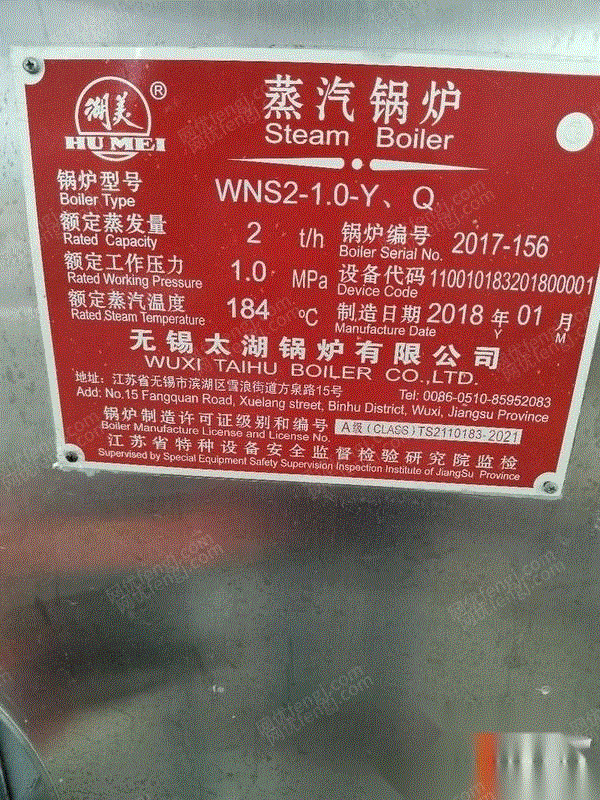 湖美 ®
HU MEI
蒸汽锅炉
Steam Boiler
锅炉型号
Boiler Type
WNS2-1.0-Y、Q
额定蒸发量 2 t/h
Rated Capacity
锅炉编号 2017-156
Boiler Serial No.
额定工作压力 1.0 MPa
Rated Working Pressure
设备代码 110010183201800001
Device Code
额定蒸汽温度 184 ℃
Rated Steam Temperature
制造日期 2018 年 01 月
Manufacture Date Y M
无锡太湖锅炉有限公司
WUXI TAIHU BOILER CO.,LTD.
地址:江苏省无锡市滨湖区雪浪街道方泉路15号 Tel: 0086-0510-85952083
Add: No.15 Fangquan Road, Xuelang street, Binhu District, Wuxi, Jiangsu Province
锅炉制造许可证级别和编号
Boiler Manufacture License and License No.
A级 (CLASS) TS2110183-2021
江苏省特种设备安全监督检验研究院监检
Supervised by Special Equipment Safety Supervision Inspection Institute of JiangSu Province